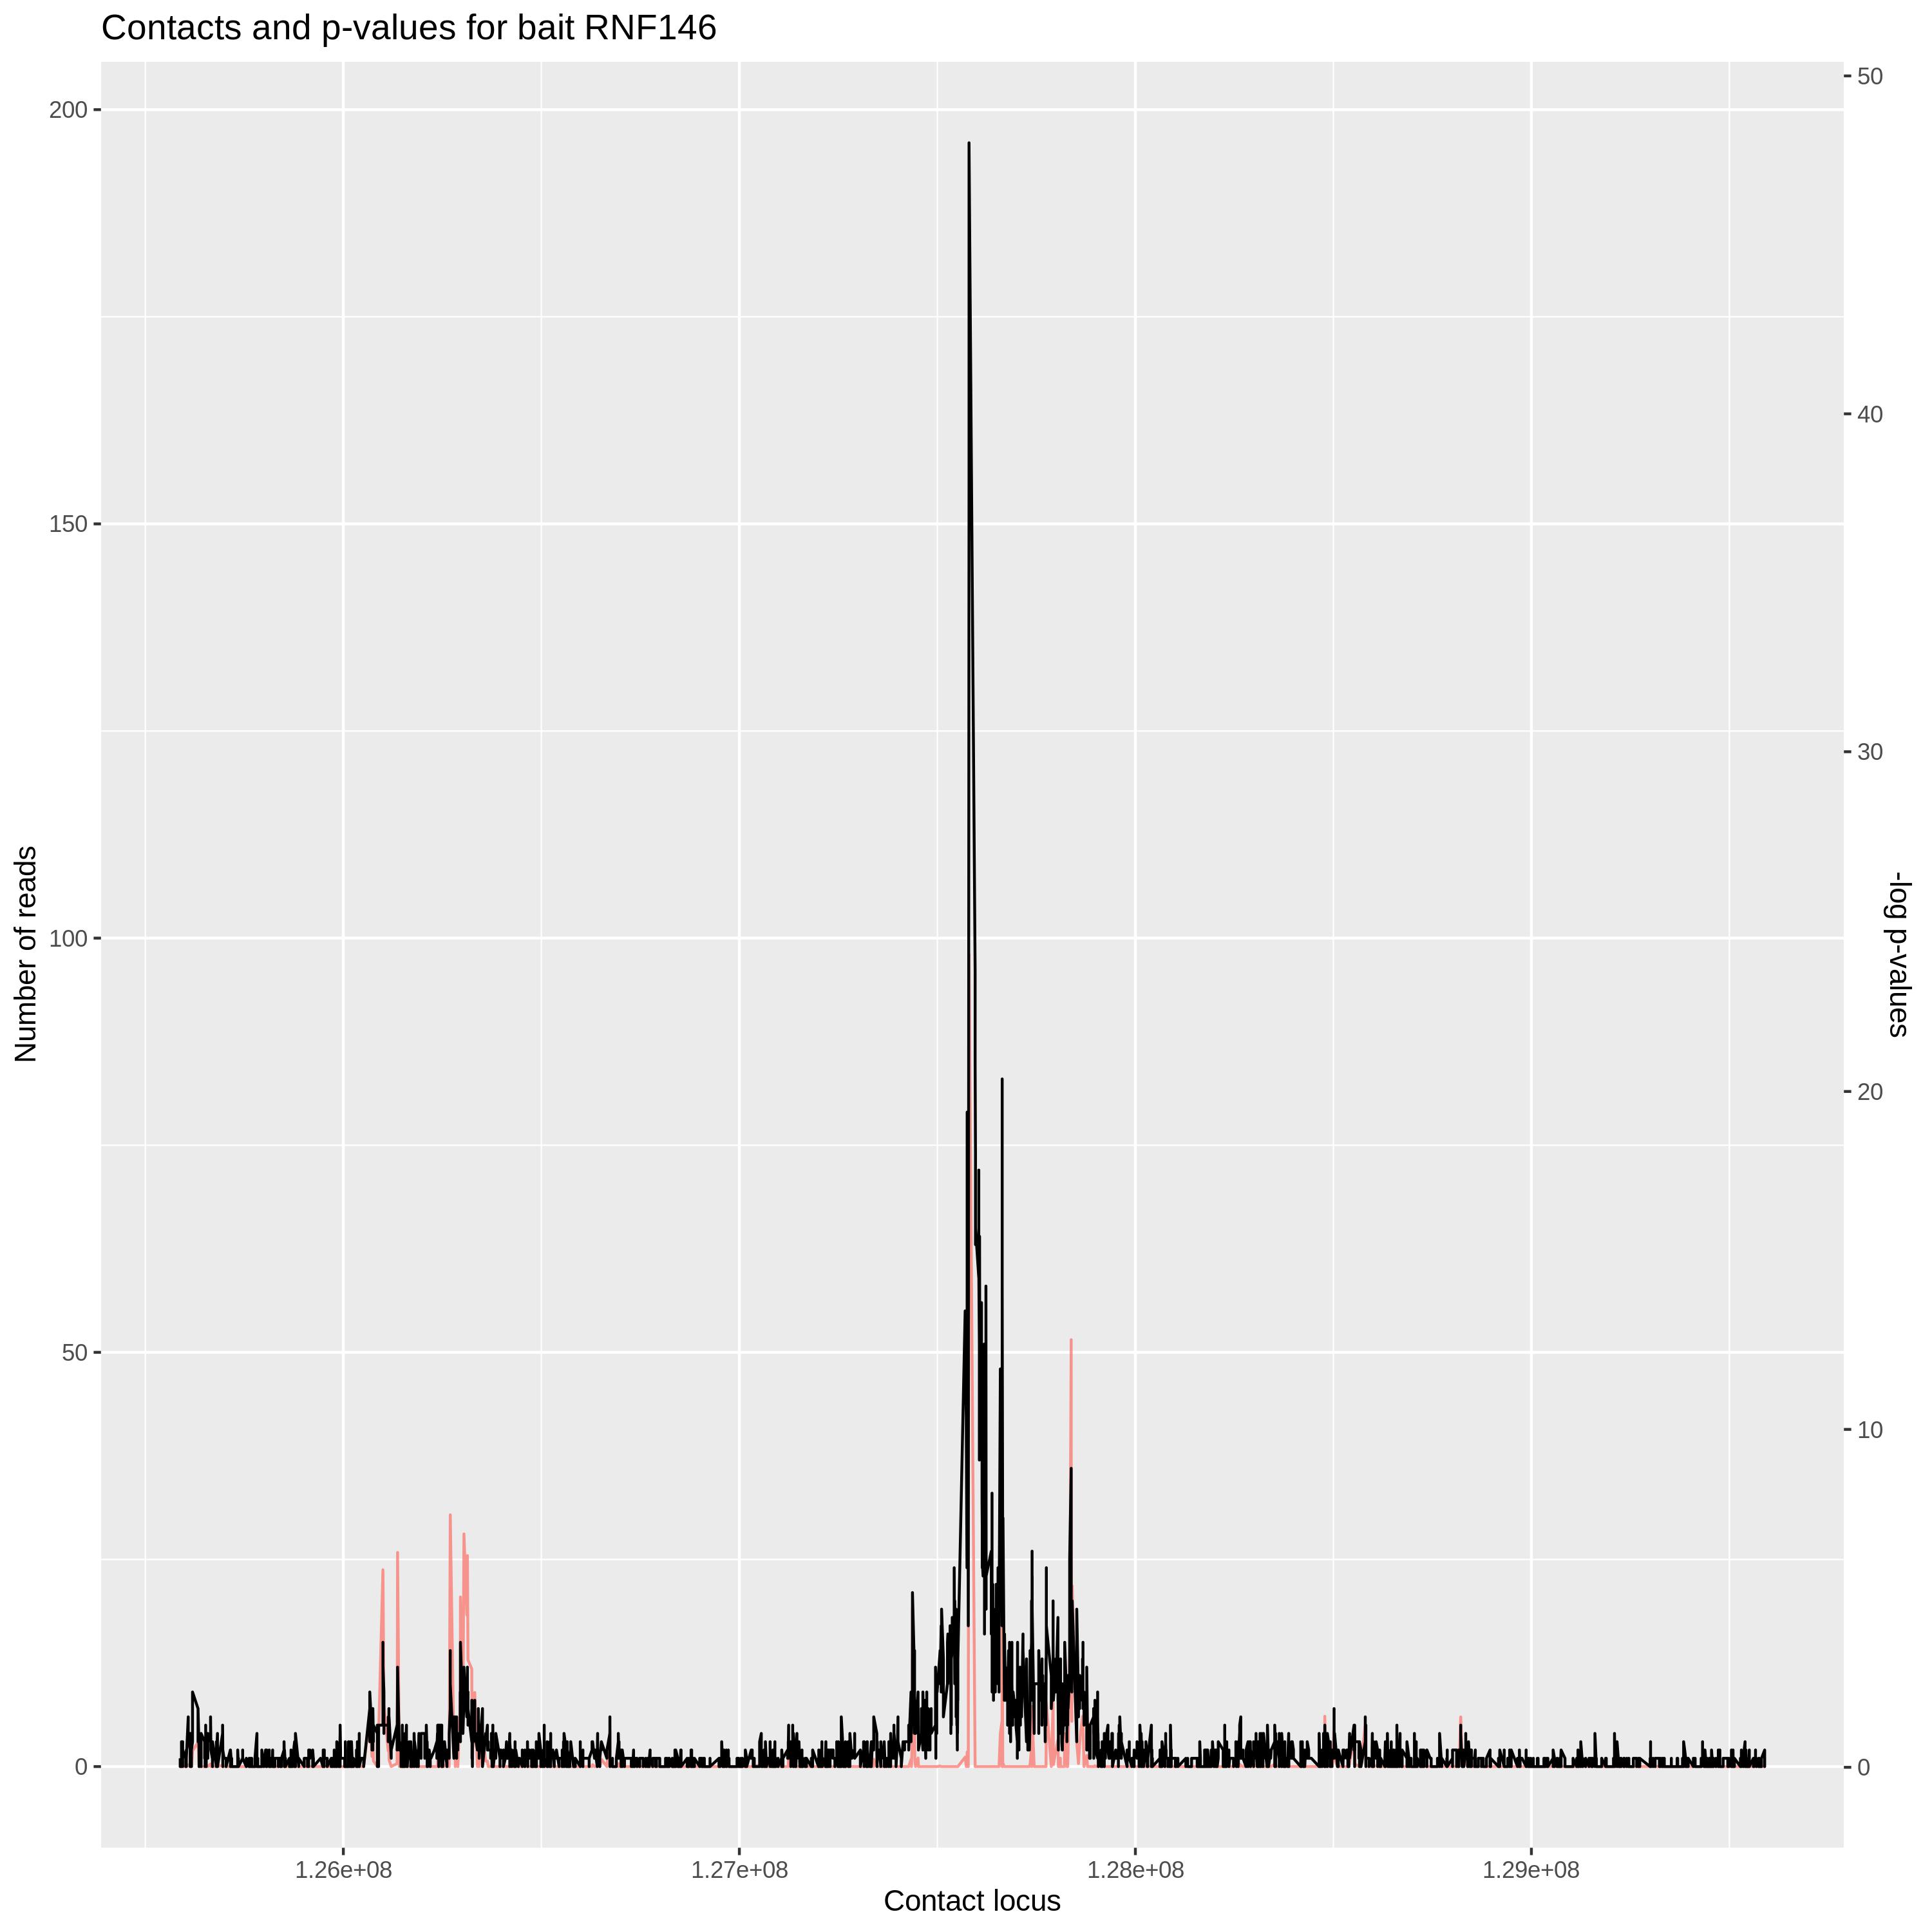 Contacts and p-values for bait RNF146
Number of reads
200
150
100
50
0
50
40
30
20
10
0
-log p-values
1.26e+08
1.27e+08
1.28e+08
1.29e+08
Contact locus